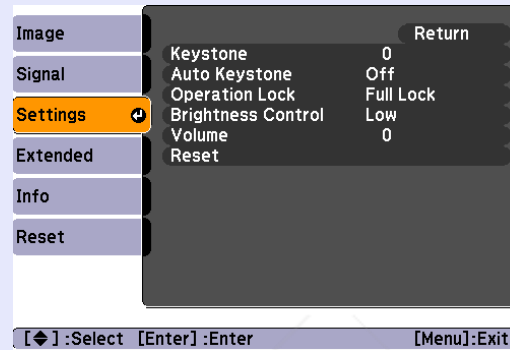 Image
Signal
Settings
Extended
Info
Reset
Return
Keystone 0
Auto Keystone Off
Operation Lock Full Lock
Brightness Control Low
Volume 0
Reset
[◆] :Select [Enter] :Enter [Menu]:Exit